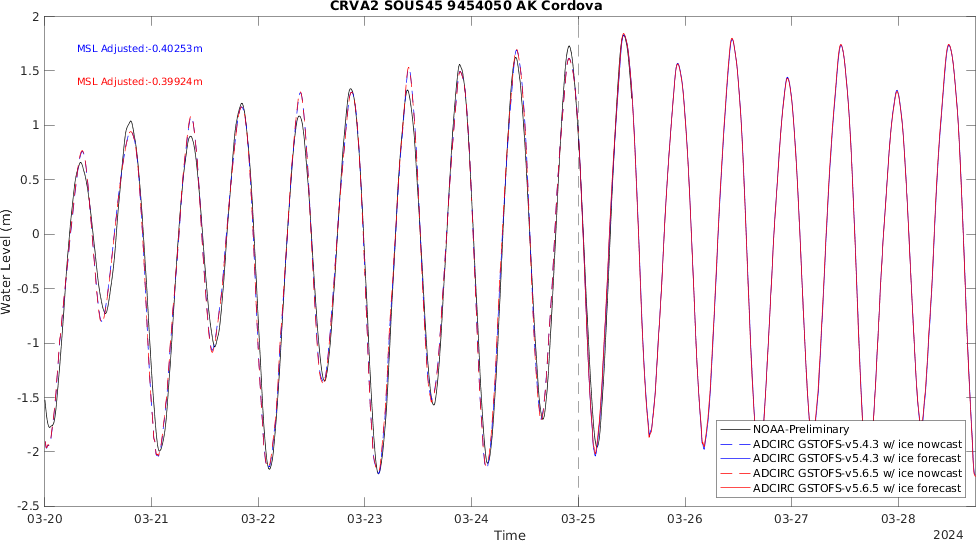 CRVA2 SOUS45 9454050 AK Cordova
MSL Adjusted:-0.40253m
MSL Adjusted:-0.39924m
Water Level (m)
2
1.5
1
0.5
0
-0.5
-1
-1.5
-2
-2.5
NOAA-Preliminary
ADCIRC GSTOFS-v5.4.3 w/ ice nowcast
ADCIRC GSTOFS-v5.4.3 w/ ice forecast
ADCIRC GSTOFS-v5.6.5 w/ ice nowcast
ADCIRC GSTOFS-v5.6.5 w/ ice forecast
03-20 03-21 03-22 03-23 03-24 03-25 03-26 03-27 03-28
Time
2024